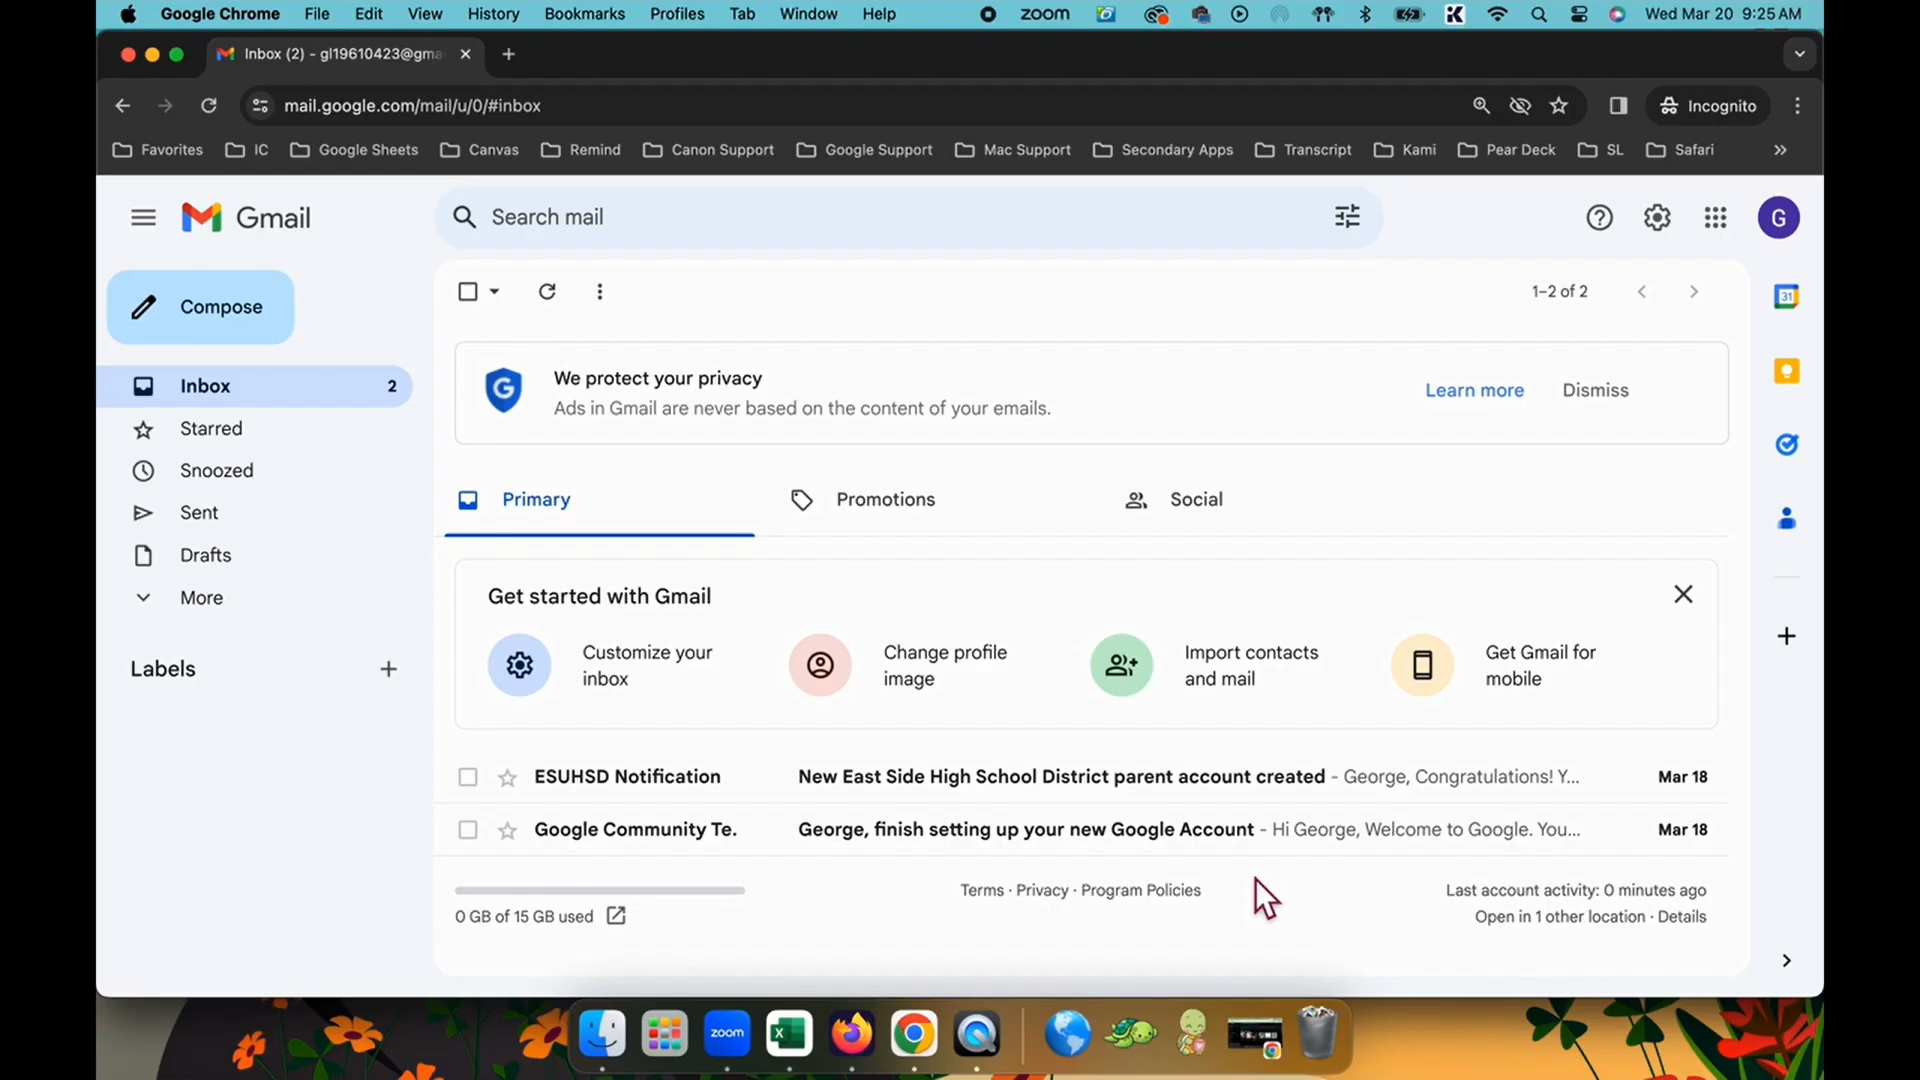 Google Chrome File Edit View History Bookmarks Profiles Tab Window Help zoom Wed Mar 20 9:25 AM
Inbox (2) - gl19610423@gma
mail.google.com/mail/u/0/#inbox Incognito
Favorites IC Google Sheets Canvas Remind Canon Support Google Support Mac Support Secondary Apps Transcript Kami Pear Deck SL Safari
Gmail Search mail G
Compose
1–2 of 2
31
Inbox 2
Starred
Snoozed
Sent
Drafts
More
Labels
We protect your privacy
Ads in Gmail are never based on the content of your emails.
Learn more Dismiss
Primary Promotions Social
Get started with Gmail
Customize your
inbox
Change profile
image
Import contacts
and mail
Get Gmail for
mobile
ESUHSD Notification New East Side High School District parent account created - George, Congratulations! Y... Mar 18
Google Community Te. George, finish setting up your new Google Account - Hi George, Welcome to Google. You... Mar 18
Terms · Privacy · Program Policies Last account activity: 0 minutes ago
0 GB of 15 GB used Open in 1 other location · Details
zoom